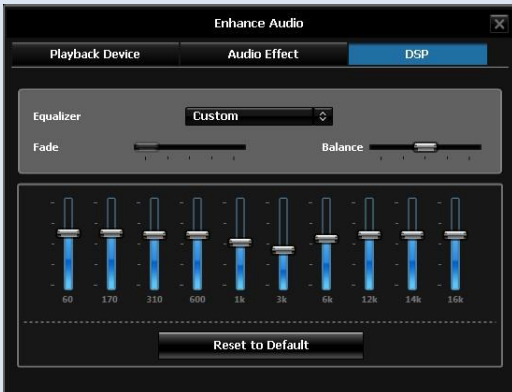 Enhance Audio
Playback Device Audio Effect DSP
Equalizer Custom
Fade Balance
60 170 310 600 1k 3k 6k 12k 14k 16k
Reset to Default